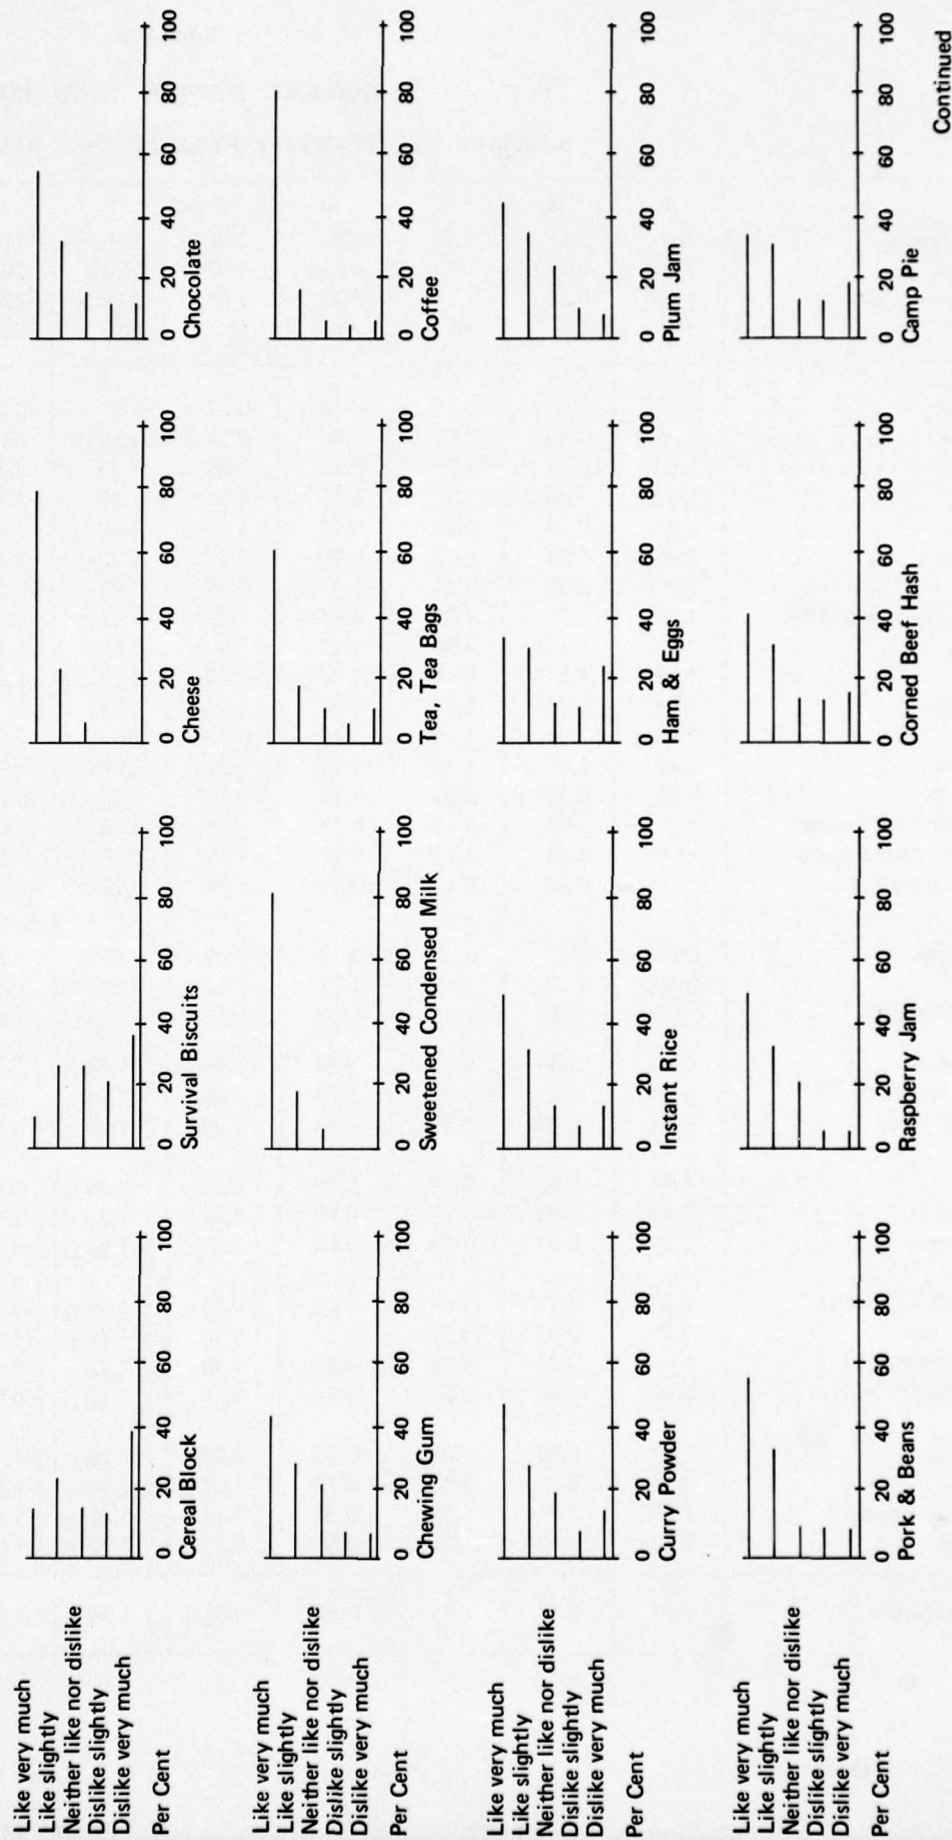 Like very much
Like slightly
Neither like nor dislike
Dislike slightly
Dislike very much
Per Cent
0 20 40 60 80 100
Cereal Block
0 20 40 60 80 100
Survival Biscuits
0 20 40 60 80 100
Cheese
0 20 40 60 80 100
Chocolate
Like very much
Like slightly
Neither like nor dislike
Dislike slightly
Dislike very much
Per Cent
0 20 40 60 80 100
Chewing Gum
0 20 40 60 80 100
Sweetened Condensed Milk
0 20 40 60 80 100
Tea, Tea Bags
0 20 40 60 80 100
Coffee
Like very much
Like slightly
Neither like nor dislike
Dislike slightly
Dislike very much
Per Cent
0 20 40 60 80 100
Curry Powder
0 20 40 60 80 100
Instant Rice
0 20 40 60 80 100
Ham & Eggs
0 20 40 60 80 100
Plum Jam
Like very much
Like slightly
Neither like nor dislike
Dislike slightly
Dislike very much
Per Cent
0 20 40 60 80 100
Pork & Beans
0 20 40 60 80 100
Raspberry Jam
0 20 40 60 80 100
Corned Beef Hash
0 20 40 60 80 100
Camp Pie
Continued